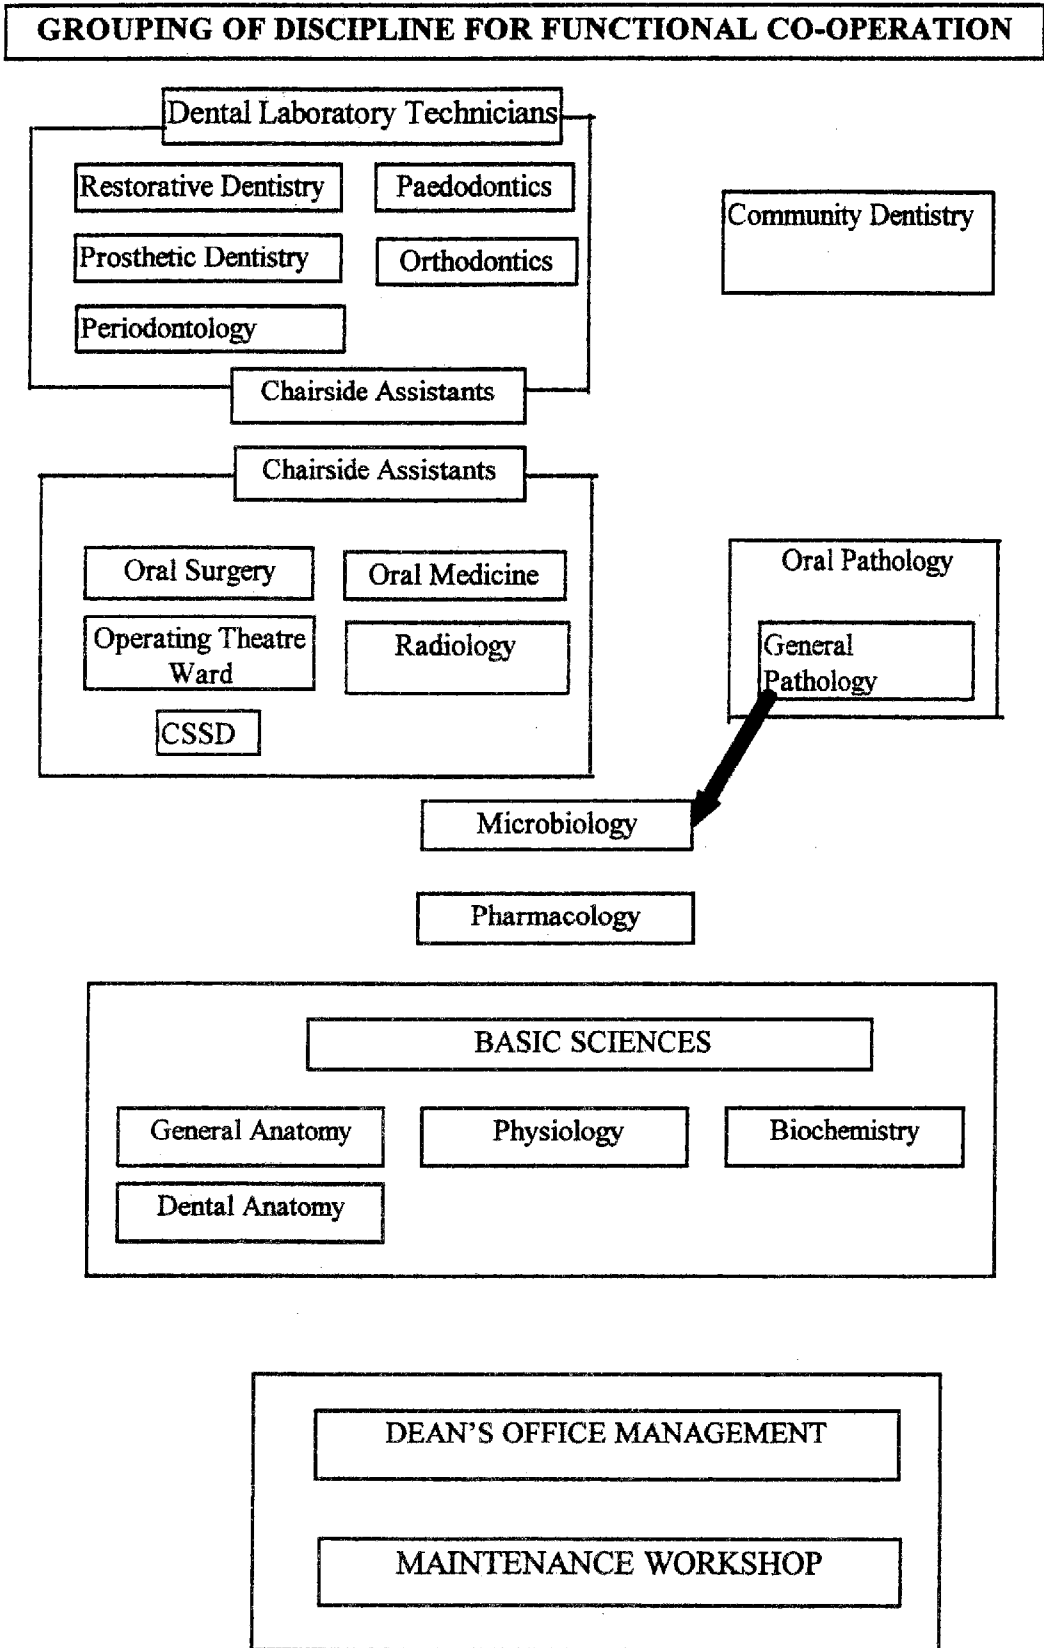 GROUPING OF DISCIPLINE FOR FUNCTIONAL CO-OPERATION
Dental Laboratory Technicians
Restorative Dentistry
Paedodontics
Community Dentistry
Prosthetic Dentistry
Orthodontics
Periodontology
Chairside Assistants
Chairside Assistants
Oral Surgery
Oral Medicine
Oral Pathology
Operating Theatre
Ward
Radiology
General
Pathology
CSSD
Microbiology
Pharmacology
BASIC SCIENCES
General Anatomy
Physiology
Biochemistry
Dental Anatomy
DEAN'S OFFICE MANAGEMENT
MAINTENANCE WORKSHOP